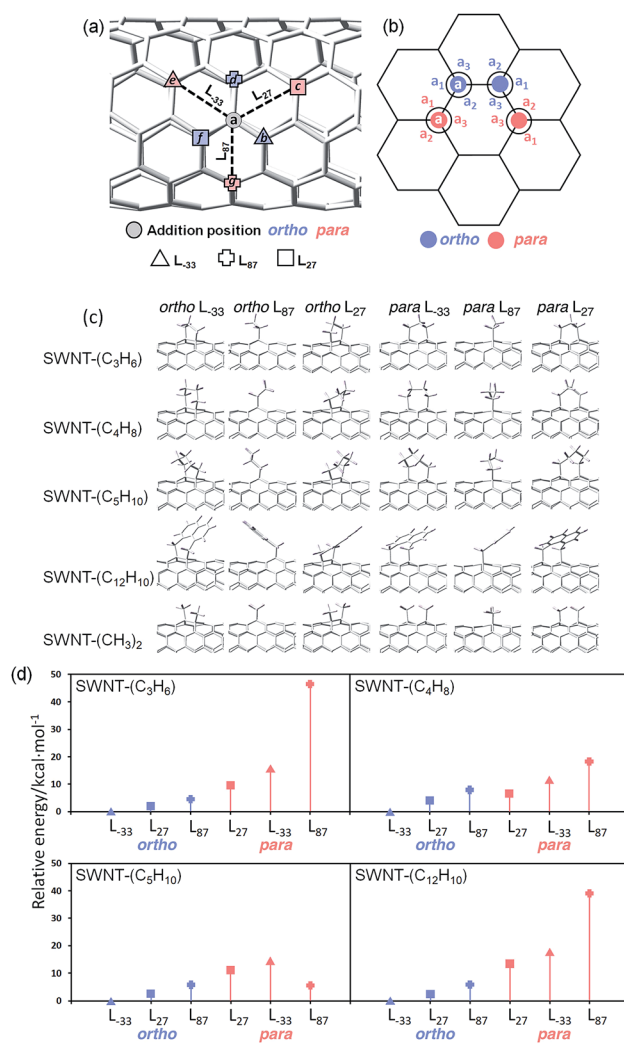 (a)
(b)
e
d
c
L-33
L27
a
f
b
L87
g
Addition position ortho para
L-33 L87 L27
a3 a2
a1 a a1
a2 a3
a1 a2
a a3 a3
a2 a1
ortho para
(c)
ortho L-33 ortho L87 ortho L27 para L-33 para L87 para L27
SWNT-(C3H6)
SWNT-(C4H8)
SWNT-(C5H10)
SWNT-(C12H10)
SWNT-(CH3)2
(d)
Relative energy/kcal·mol-1
50
40
30
20
10
0
SWNT-(C3H6)
L-33 L27 L87 L27 L-33 L87
ortho para
SWNT-(C4H8)
L-33 L27 L87 L27 L-33 L87
ortho para
50
40
30
20
10
0
SWNT-(C5H10)
L-33 L27 L87 L27 L-33 L87
ortho para
SWNT-(C12H10)
L-33 L27 L87 L27 L-33 L87
ortho para